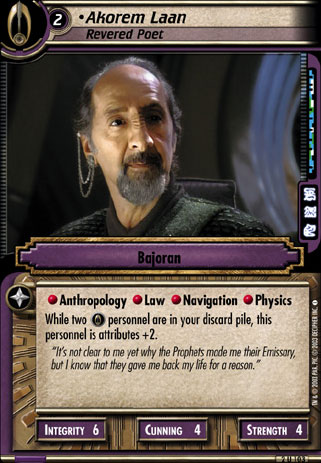 2
•Akorem Laan
Revered Poet
Bajoran
Anthropology Law Navigation Physics
While two personnel are in your discard pile, this
personnel is attributes +2.
“It's not clear to me yet why the Prophets made me their Emissary,
but I know that they gave me back my life for a reason.”
INTEGRITY 6 CUNNING 4 STRENGTH 4